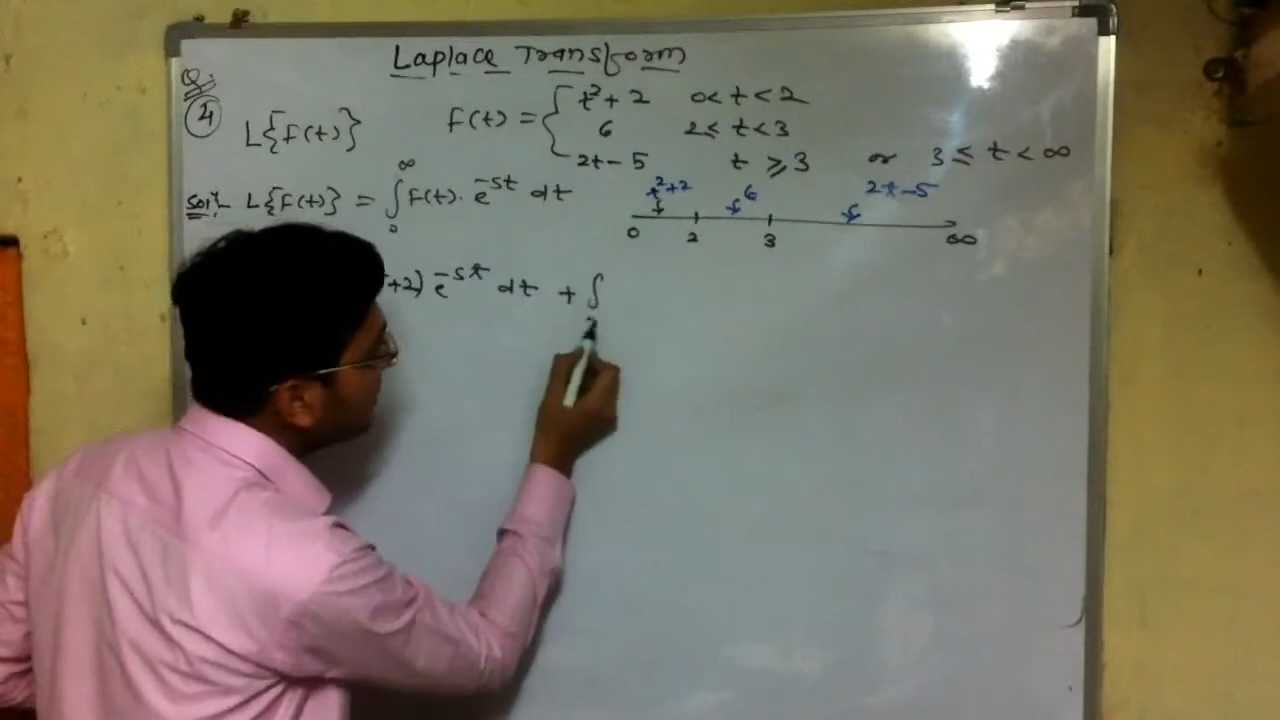 Laplace Transform
Q:
4 L{f(t)} f(t) = { t²+2 0<t<2
6 2≤t<3
2t-5 t≥3 or 3≤t<∞
Solⁿ- L{f(t)} = ∫₀^∞ f(t). e^-st dt
t²+2 6 2t-5
0 2 3 ∞
+2) e^-st dt + ∫